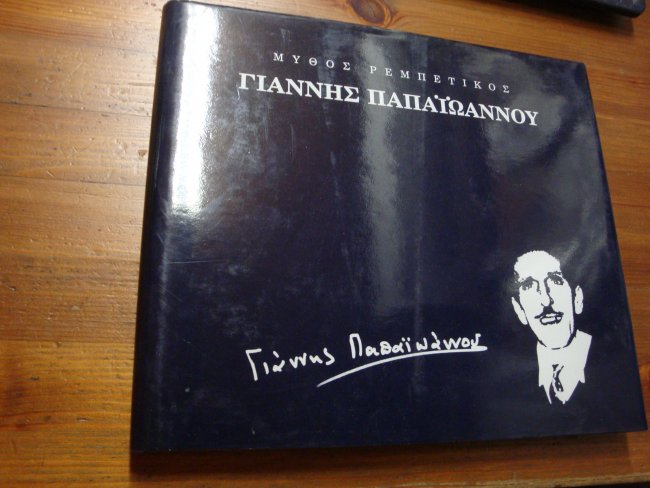 ΜΥΘΟΣ ΡΕΜΠΕΤΙΚΟΣ
ΓΙΑΝΝΗΣ ΠΑΠΑΪΩΑΝΝΟΥ
Γιάννης Παπαϊωάννου